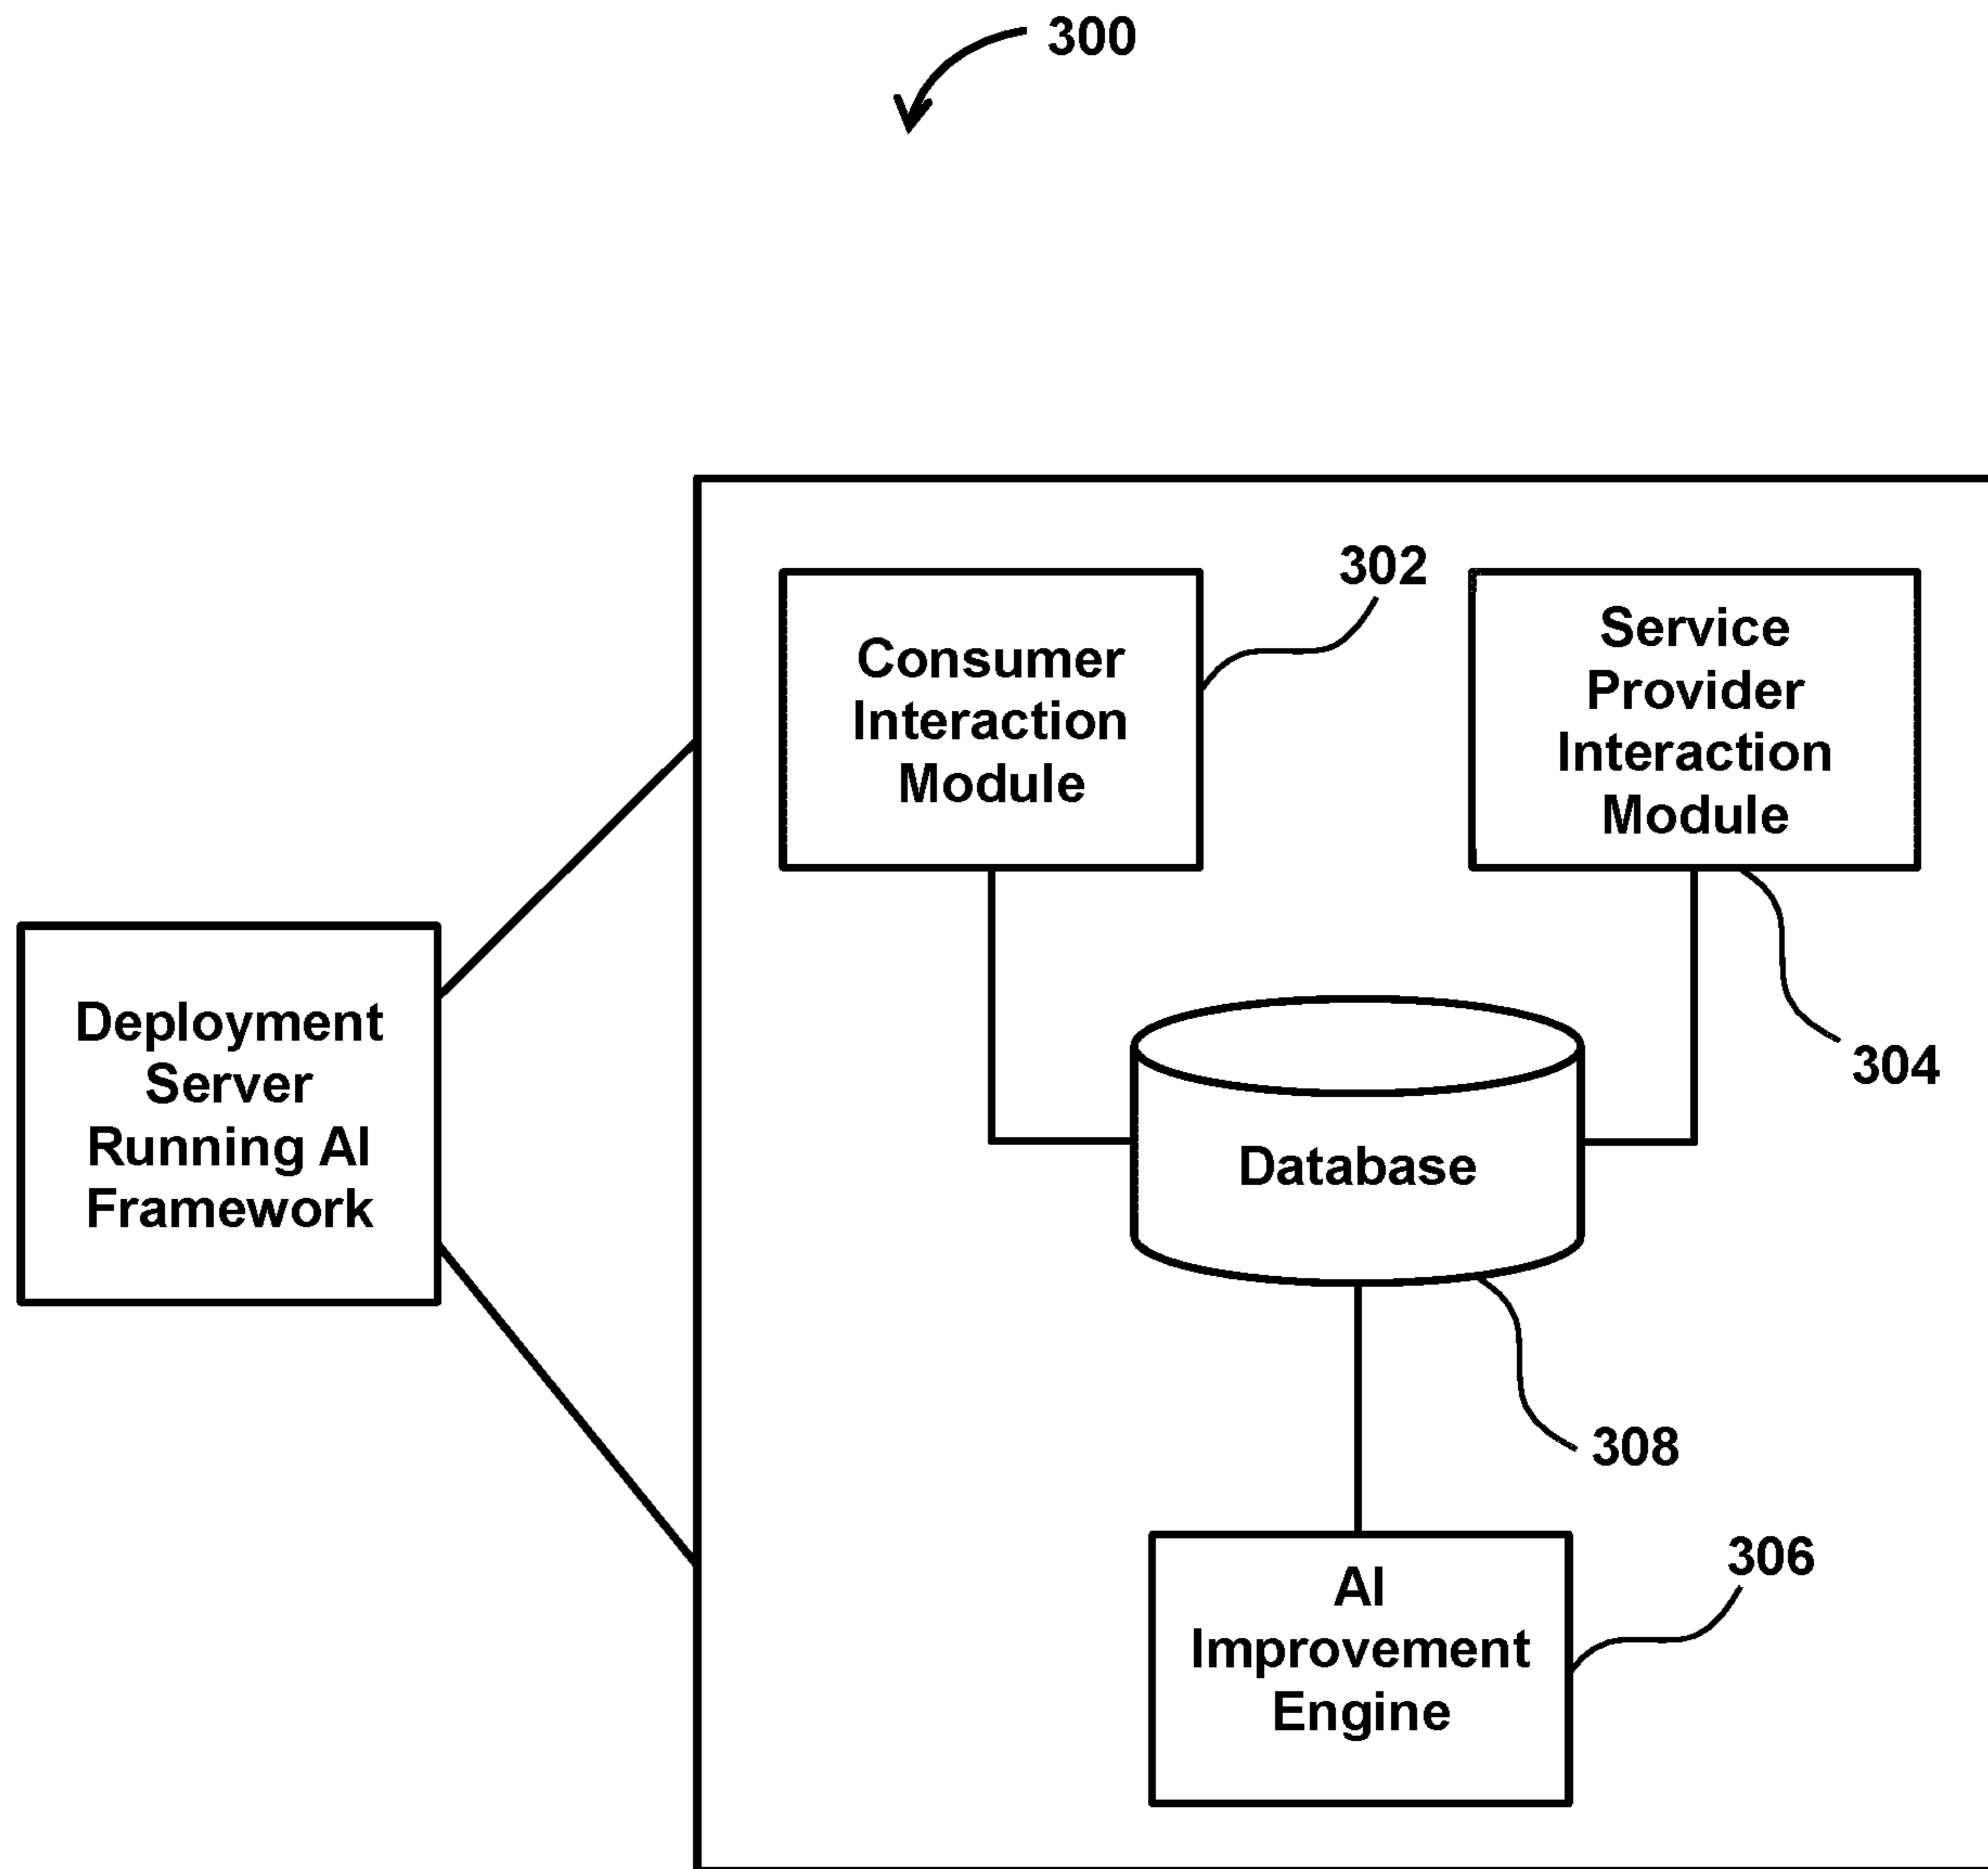 300
302
Consumer
Interaction
Module
Service
Provider
Interaction
Module
Deployment
Server
Running AI
Framework
304
Database
308
306
AI
Improvement
Engine